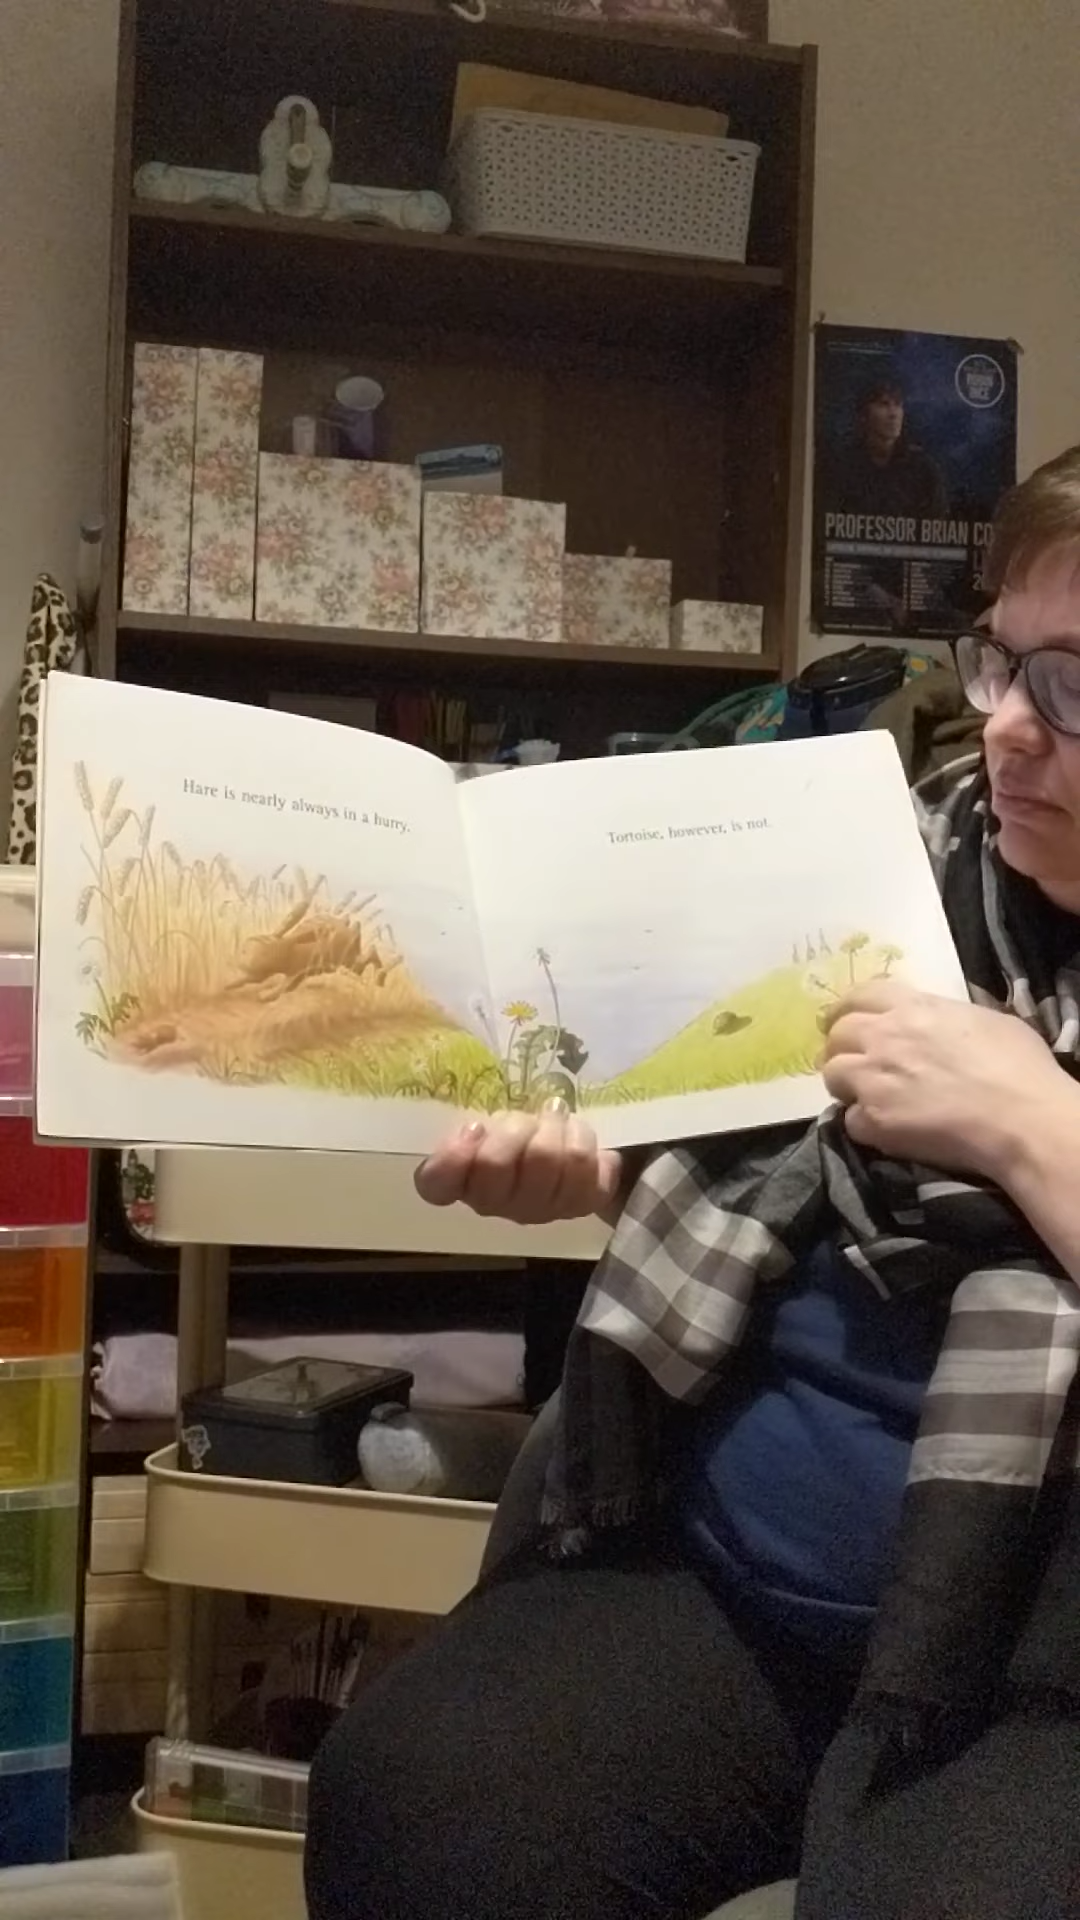 PROFESSOR BRIAN CO
Hare is nearly always in a hurry.
Tortoise, however, is not.